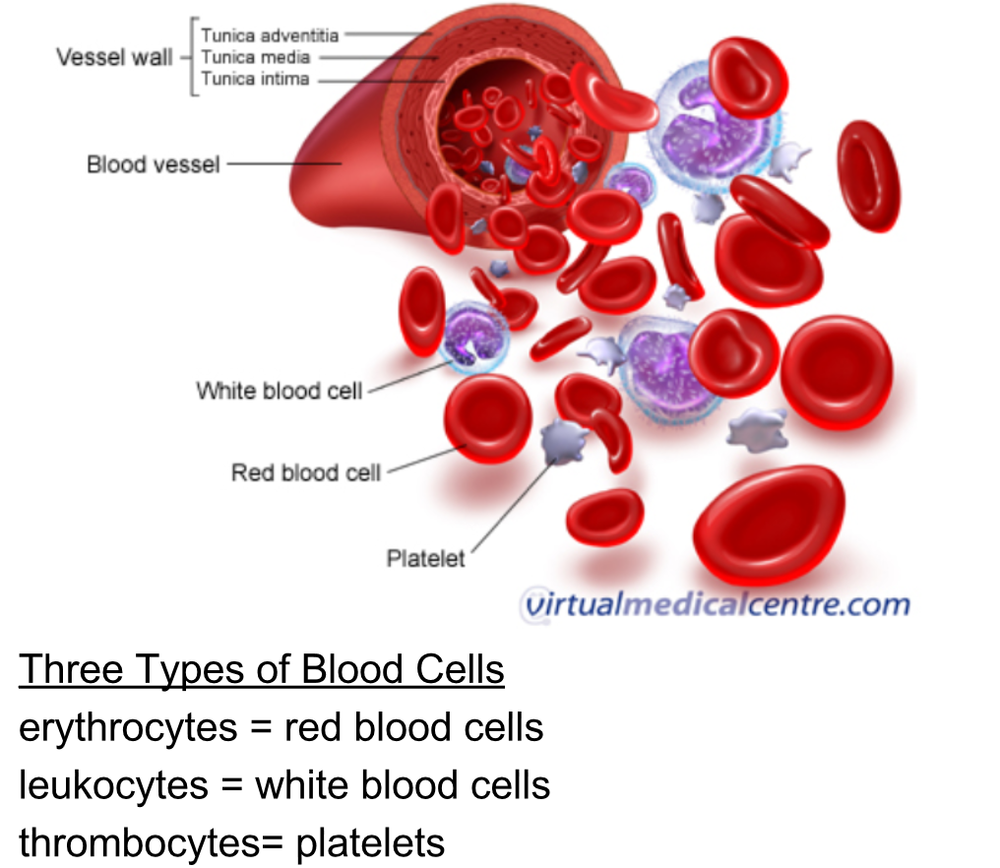 Tunica adventitia
Vessel wall
Tunica media
Tunica intima
Blood vessel
White blood cell
Red blood cell
Platelet
virtualmedicalcentre.com
Three Types of Blood Cells
erythrocytes = red blood cells
leukocytes = white blood cells
thrombocytes= platelets